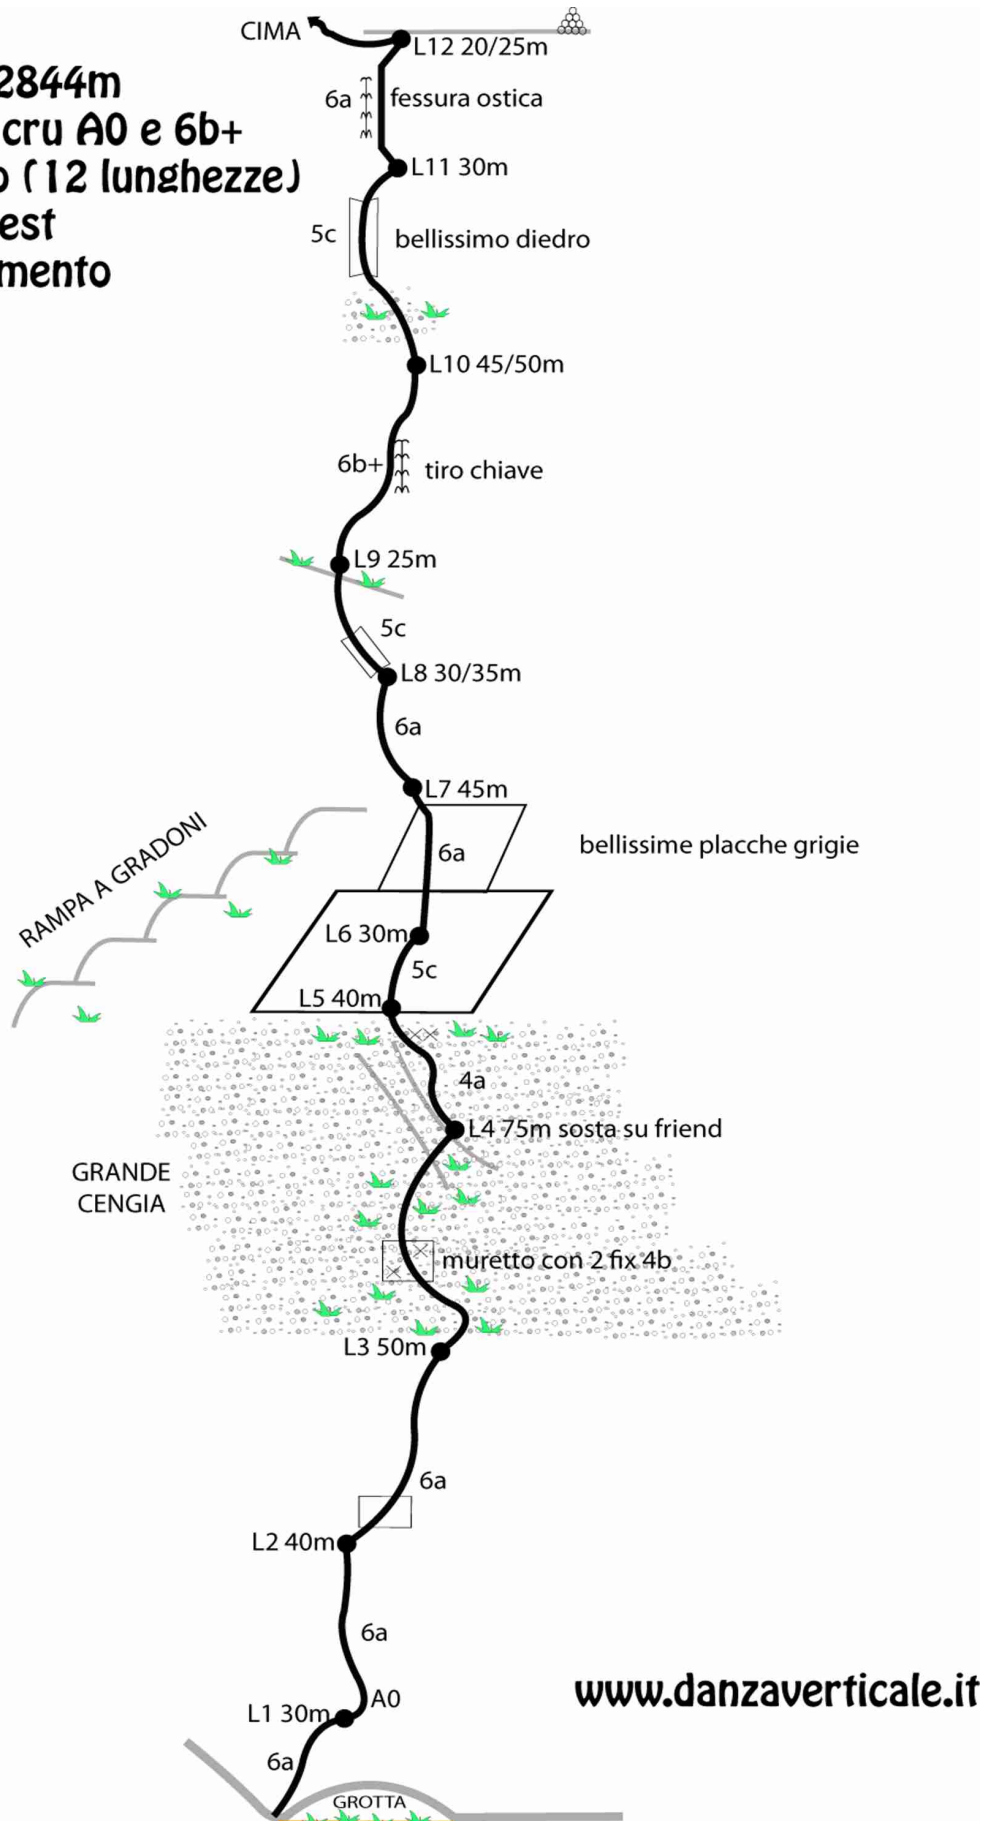 CIMA
L12 20/25m
2844m
6a
fessura ostica
cru A0 e 6b+
L11 30m
o (12 lunghezze)
est
5c
bellissimo diedro
mento
L10 45/50m
6b+
tiro chiave
L9 25m
5c
L8 30/35m
6a
L7 45m
RAMPA A GRADONI
6a
bellissime placche grigie
L6 30m
5c
L5 40m
4a
L4 75m sosta su friend
GRANDE
CENGIA
muretto con 2 fix 4b
L3 50m
6a
L2 40m
6a
www.danzaverticale.it
A0
L1 30m
6a
GROTTA